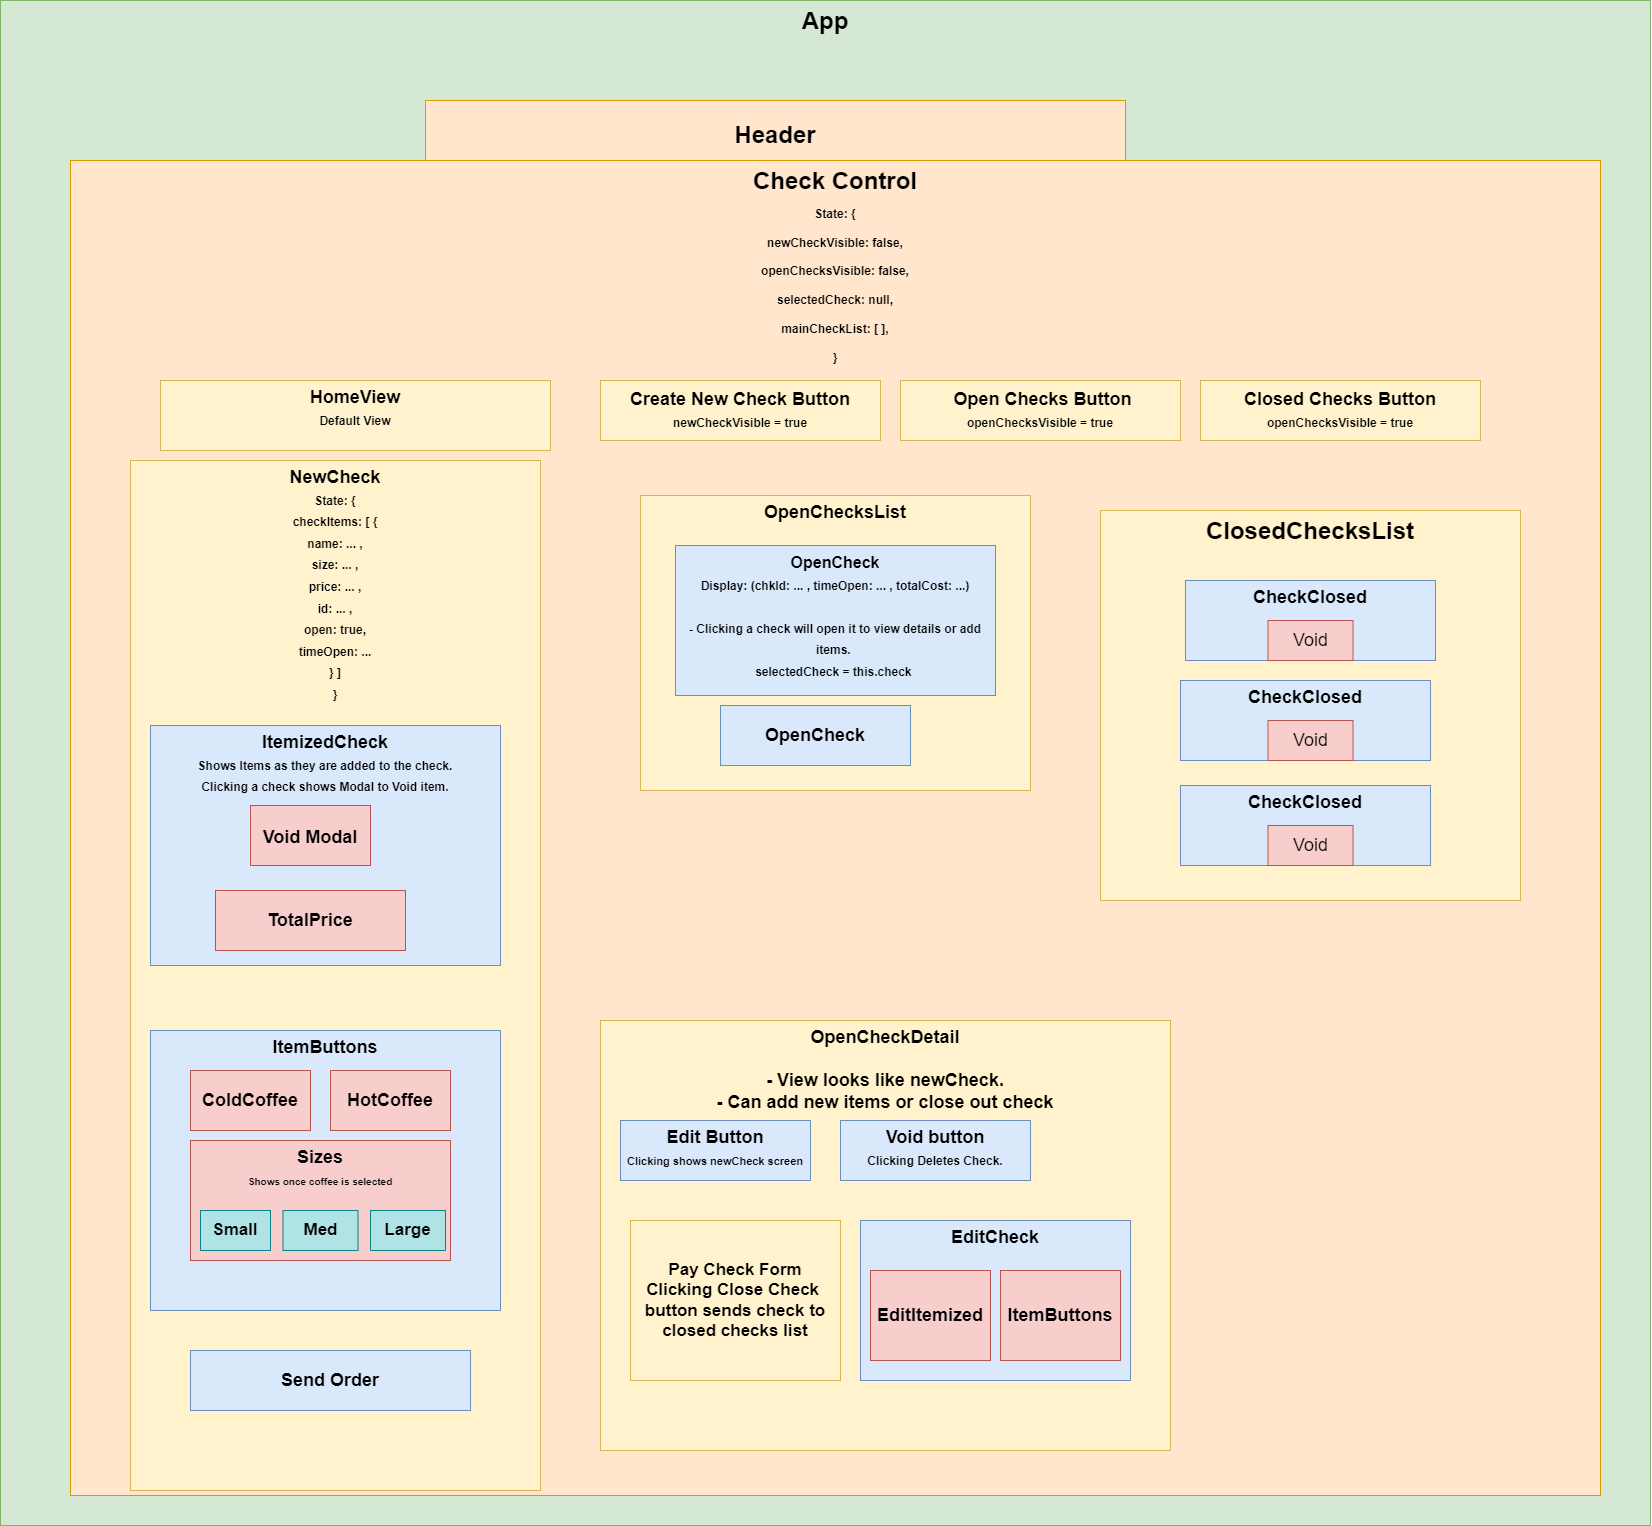 App
Header
Check Control
State: {
newCheckVisible: false,
openChecksVisible: false,
selectedCheck: null,
mainCheckList: [ ],
}
HomeView
Default View
Create New Check Button
newCheckVisible = true
Open Checks Button
openChecksVisible = true
Closed Checks Button
openChecksVisible = true
NewCheck
State: {
checkItems: [ {
name: ... ,
size: ... ,
price: ... ,
id: ... ,
open: true,
timeOpen: ...
} ]
}
ItemizedCheck
Shows Items as they are added to the check.
Clicking a check shows Modal to Void item.
Void Modal
TotalPrice
ItemButtons
ColdCoffee
HotCoffee
Sizes
Shows once coffee is selected
Small
Med
Large
Send Order
OpenChecksList
OpenCheck
Display: (chkId: ... , timeOpen: ... , totalCost: ...)
- Clicking a check will open it to view details or add
items.
selectedCheck = this.check
OpenCheck
ClosedChecksList
CheckClosed
Void
CheckClosed
Void
CheckClosed
Void
OpenCheckDetail
- View looks like newCheck.
- Can add new items or close out check
Edit Button
Clicking shows newCheck screen
Void button
Clicking Deletes Check.
Pay Check Form
Clicking Close Check
button sends check to
closed checks list
EditCheck
EditItemized
ItemButtons